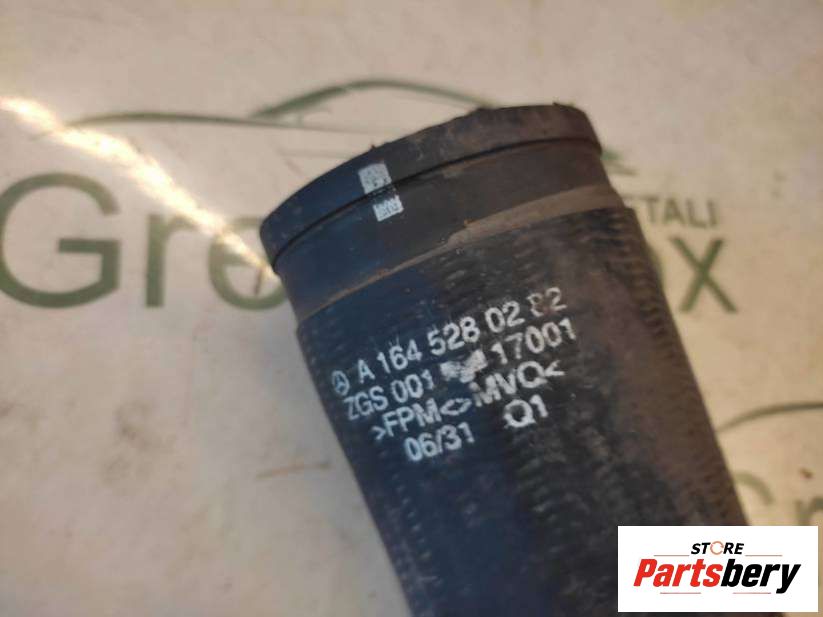 A 164 528 02 82
ZGS 001 17001
>FPM<>MVQ<
06/31 Q1
STORE
Partsbery